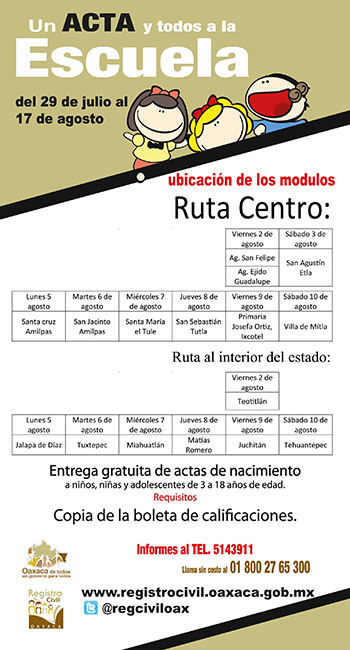 Un ACTA y todos a la
Escuela
del 29 de julio al
17 de agosto
ubicación de los modulos
Ruta Centro:
Viernes 2 de agosto
Sábado 3 de agosto
Ag. San Felipe
San Agustín Etla
Ag. Ejido Guadalupe
Lunes 5 agosto
Martes 6 de agosto
Miércoles 7 de agosto
Jueves 8 de agosto
Viernes 9 de agosto
Sábado 10 de agosto
Santa cruz Amilpas
San Jacinto Amilpas
Santa María el Tule
San Sebastián Tutla
Primaria Josefa Ortiz, Ixcotel
Villa de Mitla
Ruta al interior del estado:
Viernes 2 de agosto
Teotitlán
Lunes 5 agosto
Martes 6 de agosto
Miércoles 7 de agosto
Jueves 8 de agosto
Viernes 9 de agosto
Sábado 10 de agosto
Jalapa de Díaz
Tuxtepec
Miahuatlán
Matías Romero
Juchitán
Tehuantepec
Entrega gratuita de actas de nacimiento
a niños, niñas y adolescentes de 3 a 18 años de edad.
Requisitos
Copia de la boleta de calificaciones.
Informes al TEL. 5143911
Llama sin costo al 01 800 27 65 300
Oaxaca de todos
un gobierno para todos
www.registrocivil.oaxaca.gob.mx
Registro
Civil
OAXACA
@regciviloax